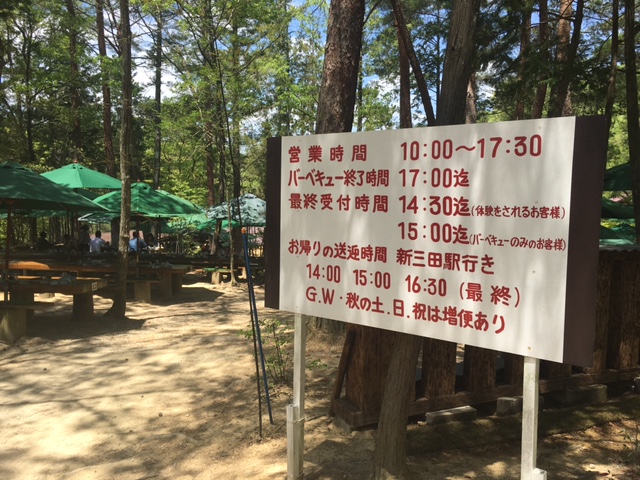 営業時間 10:00～17:30
バーベキュー終了時間 17:00迄
最終受付時間 14:30迄(体験をされるお客様)
15:00迄(バーベキューのみのお客様)
お帰りの送迎時間 新三田駅行き
14:00 15:00 16:30(最終)
G.W・秋の土.日.祝は増便あり